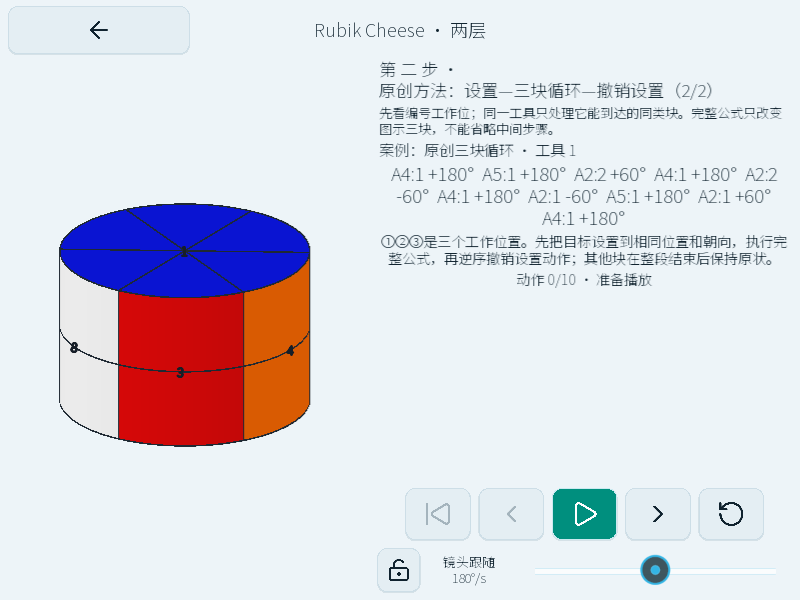 Rubik Cheese · 两层
第 二 步 ·
原创方法：设置—三块循环—撤销设置（2/2）
先看编号工作位；同一工具只处理它能到达的同类块。完整公式只改变
图示三块，不能省略中间步骤。
案例：原创三块循环 · 工具 1
A4:1 +180° A5:1 +180° A2:2 +60° A4:1 +180° A2:2
-60° A4:1 +180° A2:1 -60° A5:1 +180° A2:1 +60°
A4:1 +180°
①②③是三个工作位置。先把目标设置到相同位置和朝向，执行完
整公式，再逆序撤销设置动作；其他块在整段结束后保持原状。
动作 0/10 · 准备播放
8
3
4
镜头跟随
180°/s